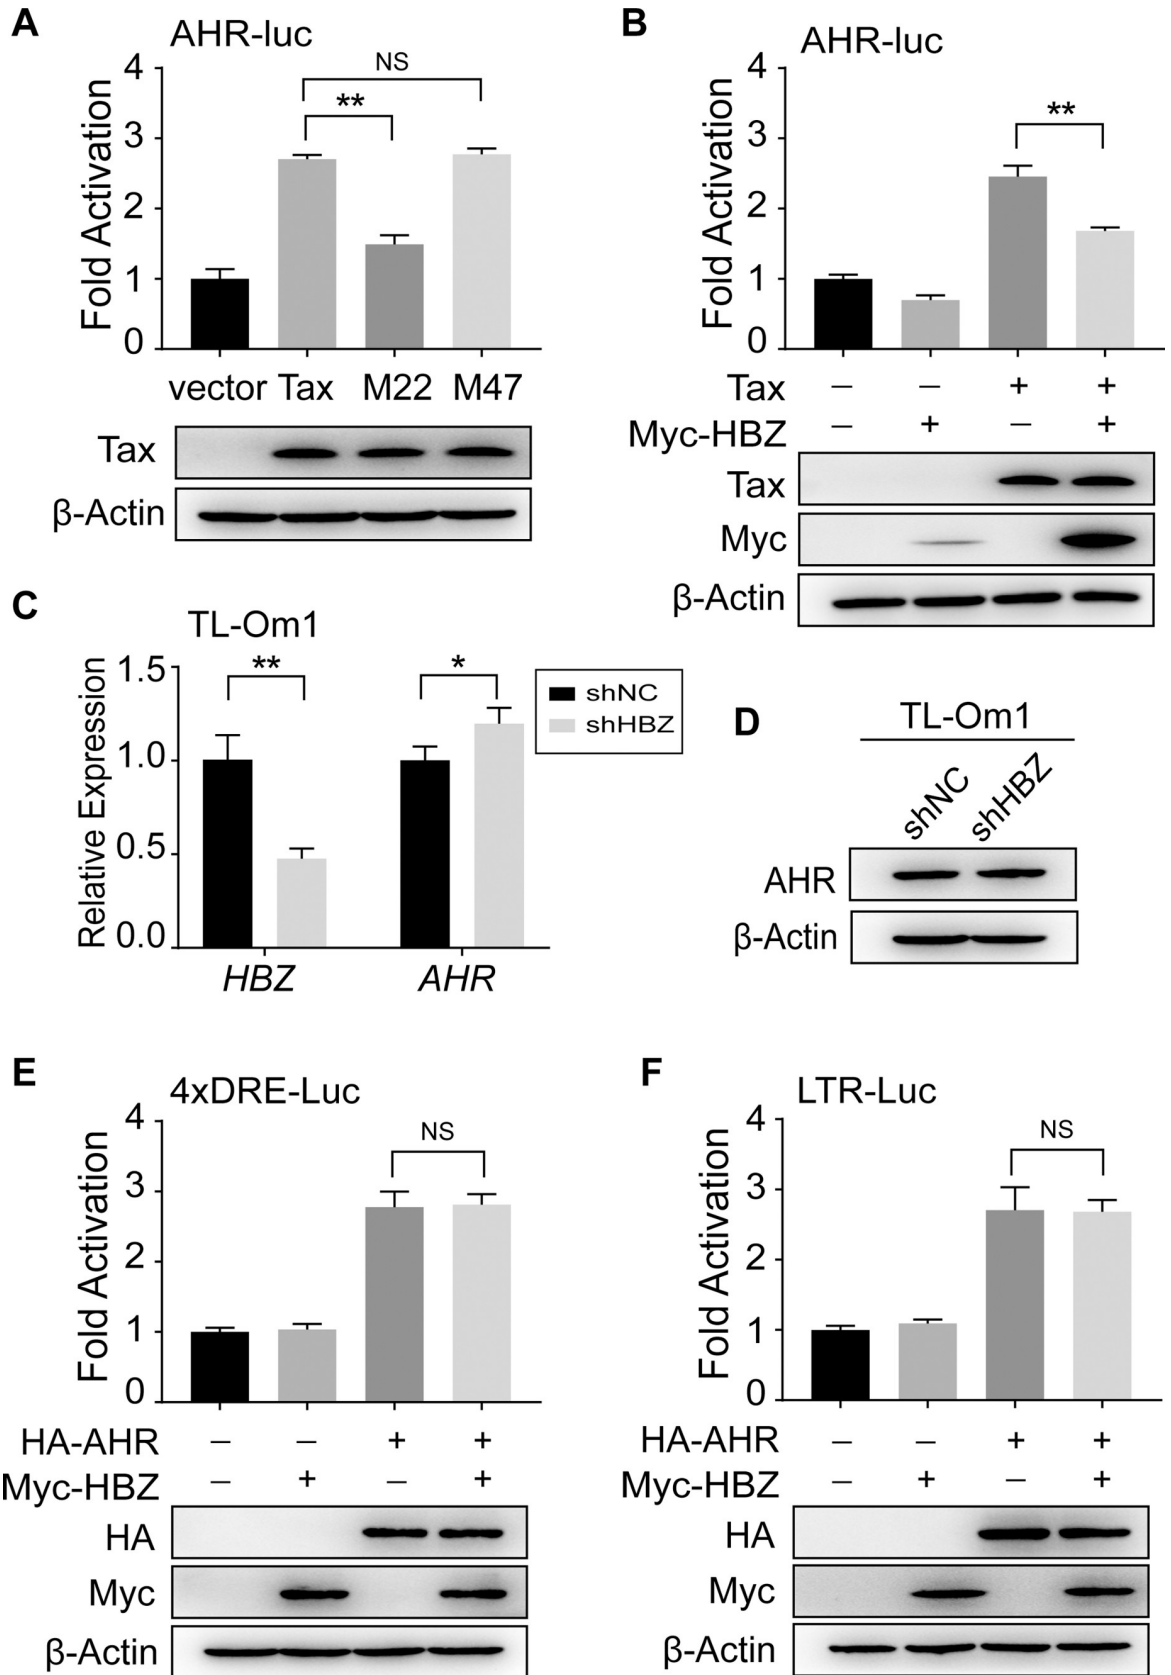 A
AHR-luc
Fold Activation
4
3
2
1
0
NS
**
vector Tax M22 M47
Tax
β-Actin
B
AHR-luc
Fold Activation
4
3
2
1
0
**
Tax – – + +
Myc-HBZ – + – +
Tax
Myc
β-Actin
C
TL-Om1
Relative Expression
1.5
1.0
0.5
0.0
** *
shNC
shHBZ
HBZ AHR
D
TL-Om1
shNC shHBZ
AHR
β-Actin
E
4xDRE-Luc
Fold Activation
4
3
2
1
0
NS
HA-AHR – – + +
Myc-HBZ – + – +
HA
Myc
β-Actin
F
LTR-Luc
Fold Activation
4
3
2
1
0
NS
HA-AHR – – + +
Myc-HBZ – + – +
HA
Myc
β-Actin